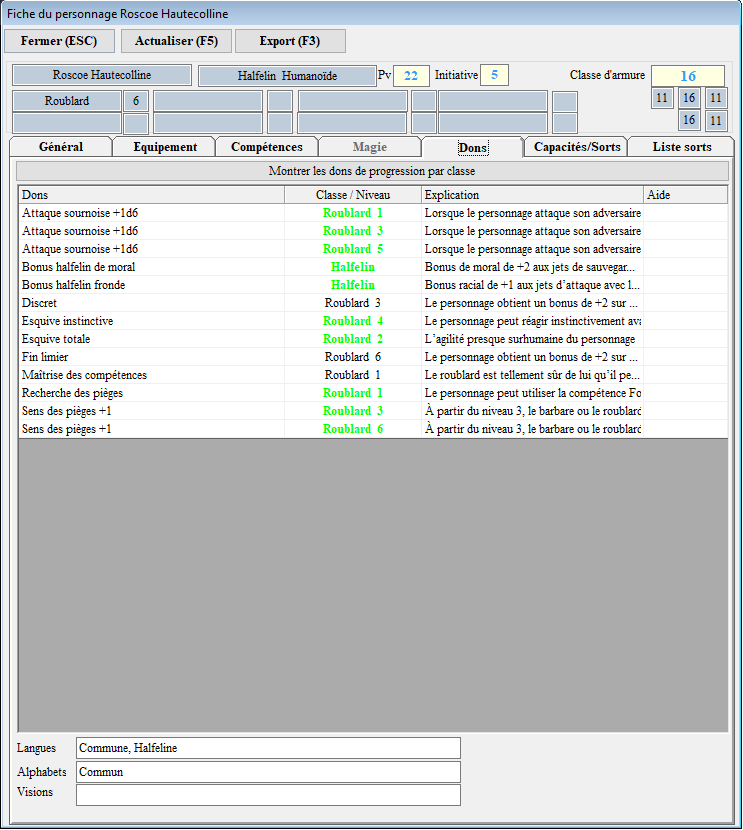 Fiche du personnage Roscoe Hautecolline
Fermer (ESC) Actualiser (F5) Export (F3)
Roscoe Hautecolline Halfelin Humanoïde Pv 22 Initiative 5 Classe d'armure 16
Roublard 6 11 16 11
16 11
Général Equipement Compétences Magie Dons Capacités/Sorts Liste sorts
Montrer les dons de progression par classe
Dons Classe / Niveau Explication Aide
Attaque sournoise +1d6 Roublard 1 Lorsque le personnage attaque son adversaire
Attaque sournoise +1d6 Roublard 3 Lorsque le personnage attaque son adversaire
Attaque sournoise +1d6 Roublard 5 Lorsque le personnage attaque son adversaire
Bonus halfelin de moral Halfelin Bonus de moral de +2 aux jets de sauvegar...
Bonus halfelin fronde Halfelin Bonus racial de +1 aux jets d’attaque avec l...
Discret Roublard 3 Le personnage obtient un bonus de +2 sur ...
Esquive instinctive Roublard 4 Le personnage peut réagir instinctivement ava
Esquive totale Roublard 2 L’agilité presque surhumaine du personnage
Fin limier Roublard 6 Le personnage obtient un bonus de +2 sur ...
Maîtrise des compétences Roublard 1 Le roublard est tellement sûr de lui qu’il pe...
Recherche des pièges Roublard 1 Le personnage peut utiliser la compétence Fo
Sens des pièges +1 Roublard 3 À partir du niveau 3, le barbare ou le roublard
Sens des pièges +1 Roublard 6 À partir du niveau 3, le barbare ou le roublard
Langues Commune, Halfeline
Alphabets Commun
Visions